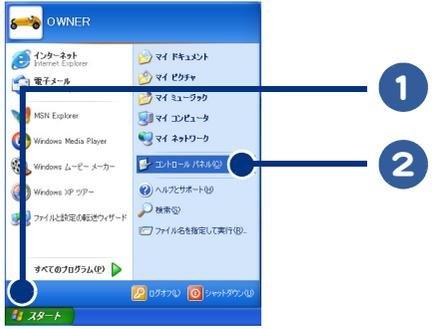 OWNER
インターネット
Internet Explorer
電子メール
MSN Explorer
Windows Media Player
Windows ムービー メーカー
Windows XP ツアー
ファイルと設定の転送ウィザード
すべてのプログラム(P)
マイ ドキュメント
マイ ピクチャ
マイ ミュージック
マイ コンピュータ
マイ ネットワーク
コントロール パネル(C)
ヘルプとサポート(H)
検索(S)
ファイル名を指定して実行(R)...
ログオフ(L)
シャットダウン(U)
スタート
1
2